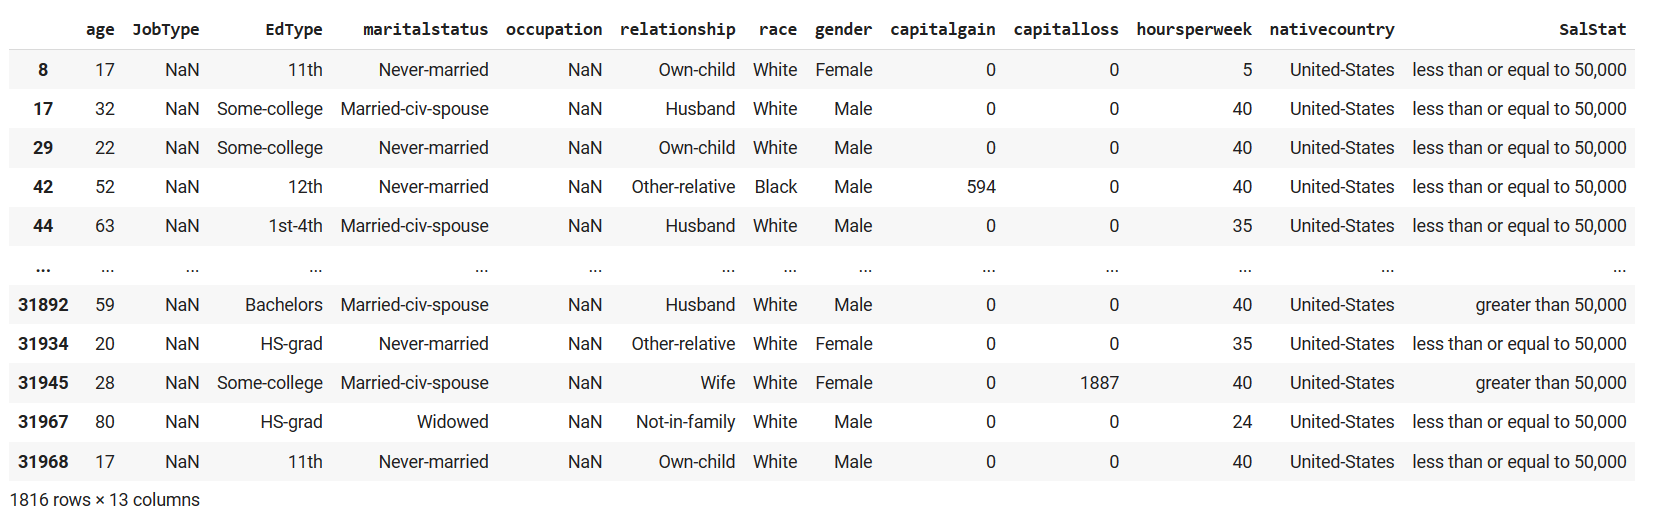 age JobType EdType maritalstatus occupation relationship race gender capitalgain capitalloss hoursperweek nativecountry SalStat
8 17 NaN 11th Never-married NaN Own-child White Female 0 0 5 United-States less than or equal to 50,000
17 32 NaN Some-college Married-civ-spouse NaN Husband White Male 0 0 40 United-States less than or equal to 50,000
29 22 NaN Some-college Never-married NaN Own-child White Male 0 0 40 United-States less than or equal to 50,000
42 52 NaN 12th Never-married NaN Other-relative Black Male 594 0 40 United-States less than or equal to 50,000
44 63 NaN 1st-4th Married-civ-spouse NaN Husband White Male 0 0 35 United-States less than or equal to 50,000
... ... ... ... ... ... ... ... ... ... ... ... ... ...
31892 59 NaN Bachelors Married-civ-spouse NaN Husband White Male 0 0 40 United-States greater than 50,000
31934 20 NaN HS-grad Never-married NaN Other-relative White Female 0 0 35 United-States less than or equal to 50,000
31945 28 NaN Some-college Married-civ-spouse NaN Wife White Female 0 1887 40 United-States greater than 50,000
31967 80 NaN HS-grad Widowed NaN Not-in-family White Male 0 0 24 United-States less than or equal to 50,000
31968 17 NaN 11th Never-married NaN Own-child White Male 0 0 40 United-States less than or equal to 50,000
1816 rows × 13 columns